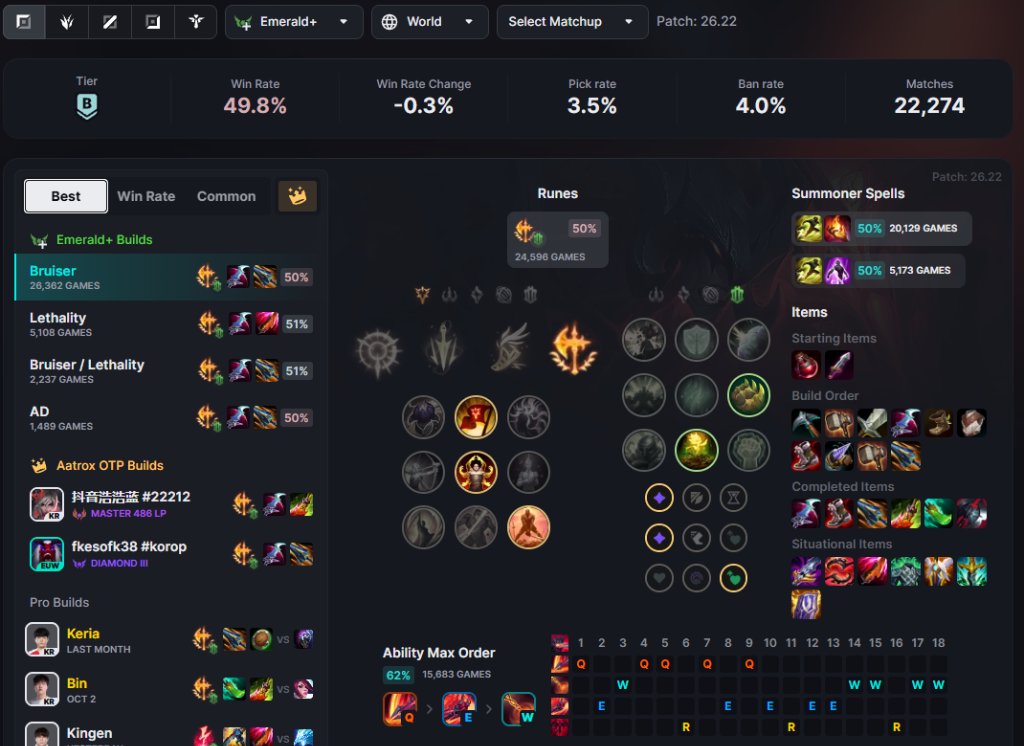 Emerald+
World
Select Matchup
Patch: 26.22
Tier
B
Win Rate
49.8%
Win Rate Change
-0.3%
Pick rate
3.5%
Ban rate
4.0%
Matches
22,274
Patch: 26.22
Best
Win Rate
Common
Emerald+ Builds
Bruiser
26,362 GAMES
50%
Lethality
5,108 GAMES
51%
Bruiser / Lethality
2,237 GAMES
51%
AD
1,489 GAMES
50%
Aatrox OTP Builds
抖音浩浩蓝 #22212
KR
MASTER 486 LP
fkesofk38 #korop
EUW
DIAMOND III
Pro Builds
Keria
KR
LAST MONTH
VS
Bin
KR
OCT 2
VS
Kingen
VS
Runes
50%
24,596 GAMES
Summoner Spells
50% 20,129 GAMES
50% 5,173 GAMES
Items
Starting Items
Build Order
Completed Items
Situational Items
Ability Max Order
62% 15,683 GAMES
Q > E > W
1 2 3 4 5 6 7 8 9 10 11 12 13 14 15 16 17 18
Q Q Q Q Q
W W W W W
E E E E E
R R R